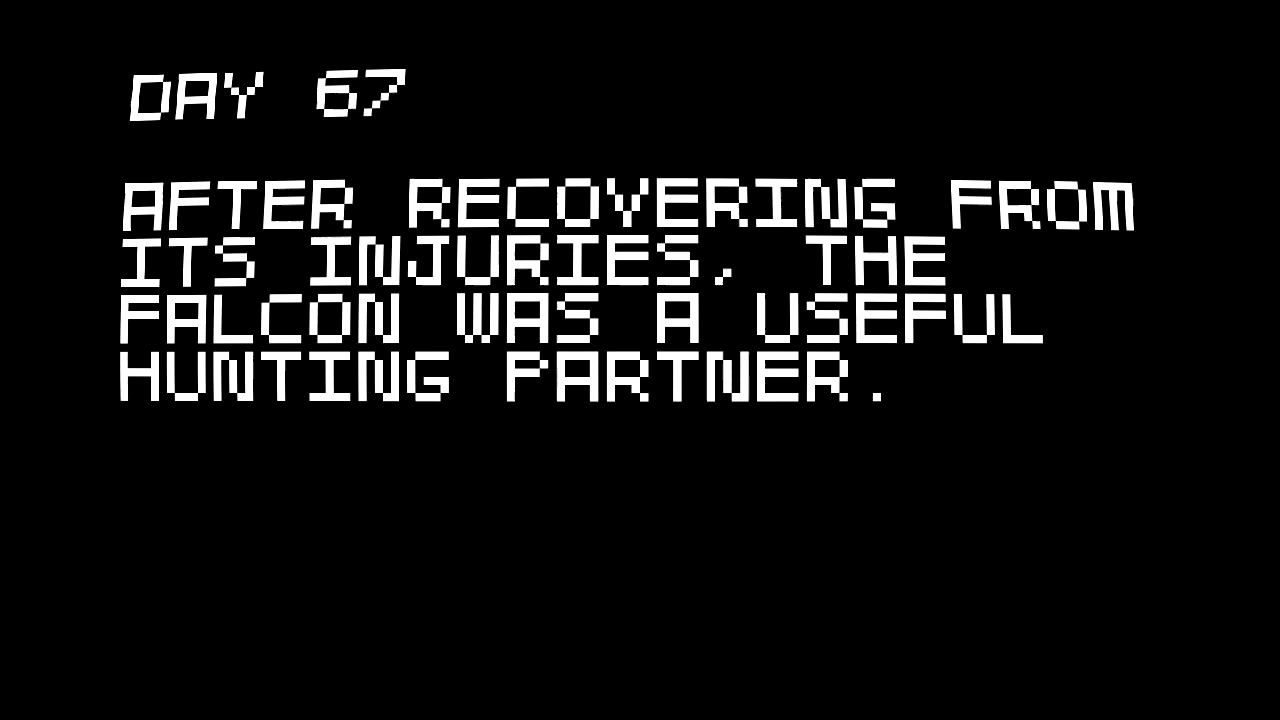 DAY 67
AFTER RECOVERING FROM
ITS INJURIES, THE
FALCON WAS A USEFUL
HUNTING PARTNER.